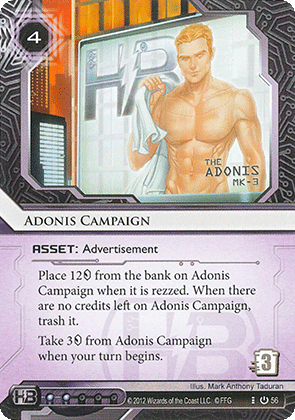 4
HB
THE
ADONIS
MK-3
ADONIS CAMPAIGN
ASSET: Advertisement
Place 12 from the bank on Adonis
Campaign when it is rezzed. When there
are no credits left on Adonis Campaign,
trash it.
Take 3 from Adonis Campaign
when your turn begins.
3
Illus. Mark Anthony Taduran
HB
© 2012 Wizards of the Coast LLC. © FFG
56